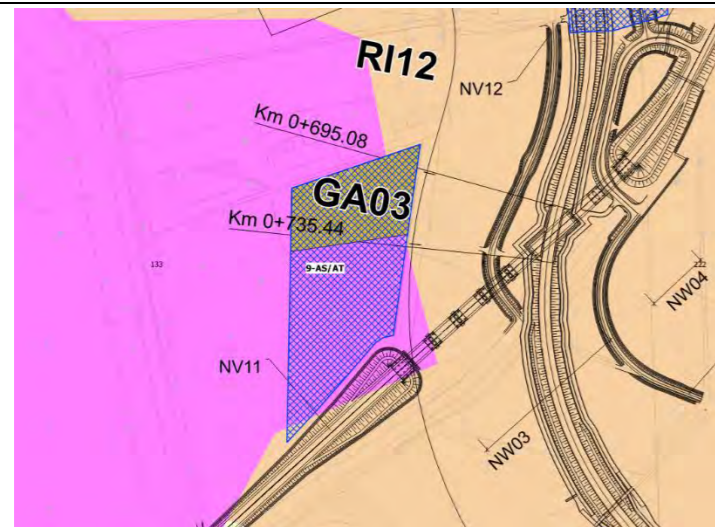 RI12
NV12
Km 0+695.08
GA03
Km 0+735.44
133
9-AS/AT
NW04
NV11
NW03